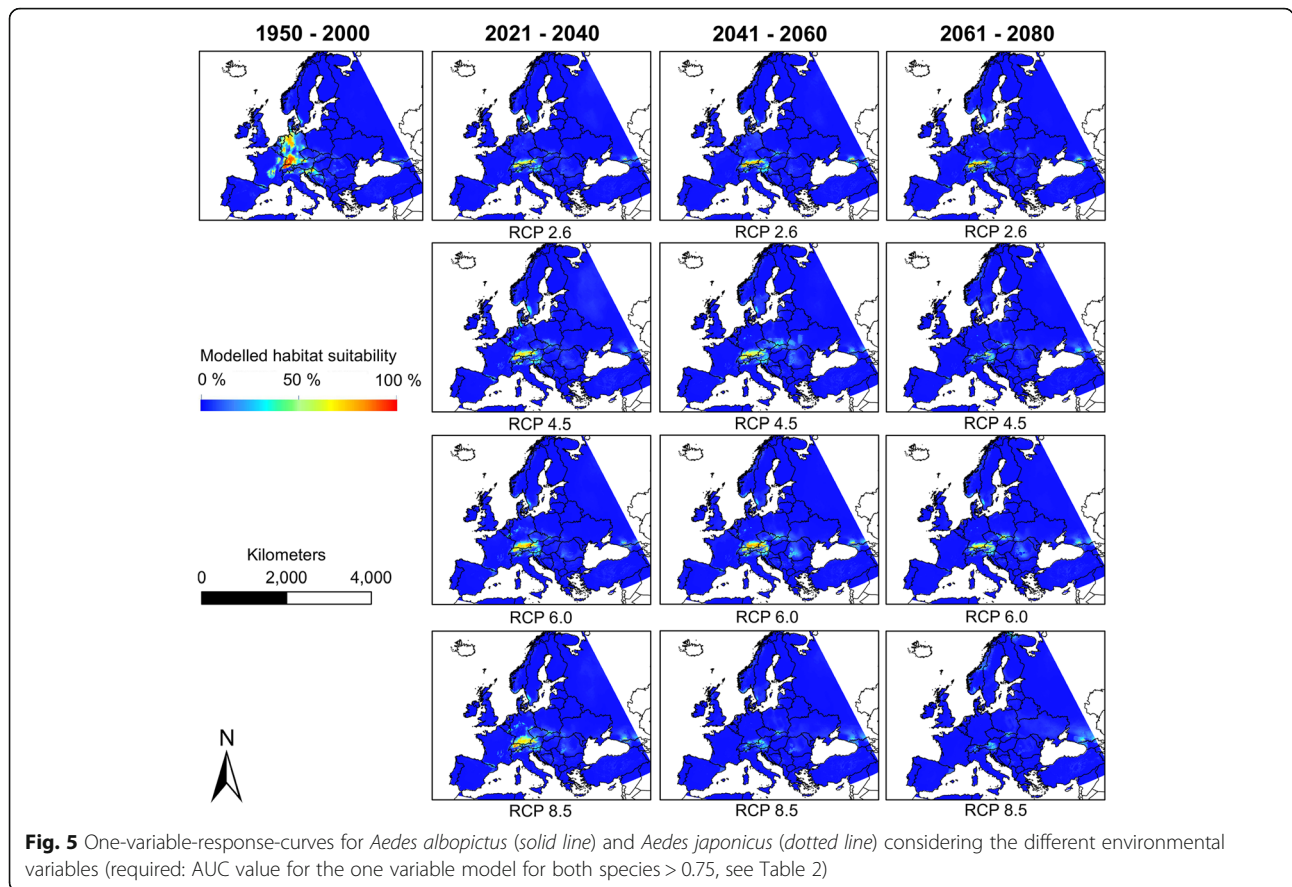 1950 - 2000
2021 - 2040
2041 - 2060
2061 - 2080
RCP 2.6
RCP 2.6
RCP 2.6
Modelled habitat suitability
0 %
50 %
100 %
RCP 4.5
RCP 4.5
RCP 4.5
Kilometers
0
2,000
4,000
RCP 6.0
RCP 6.0
RCP 6.0
N
RCP 8.5
RCP 8.5
RCP 8.5
Fig. 5 One-variable-response-curves for Aedes albopictus (solid line) and Aedes japonicus (dotted line) considering the different environmental
variables (required: AUC value for the one variable model for both species > 0.75, see Table 2)